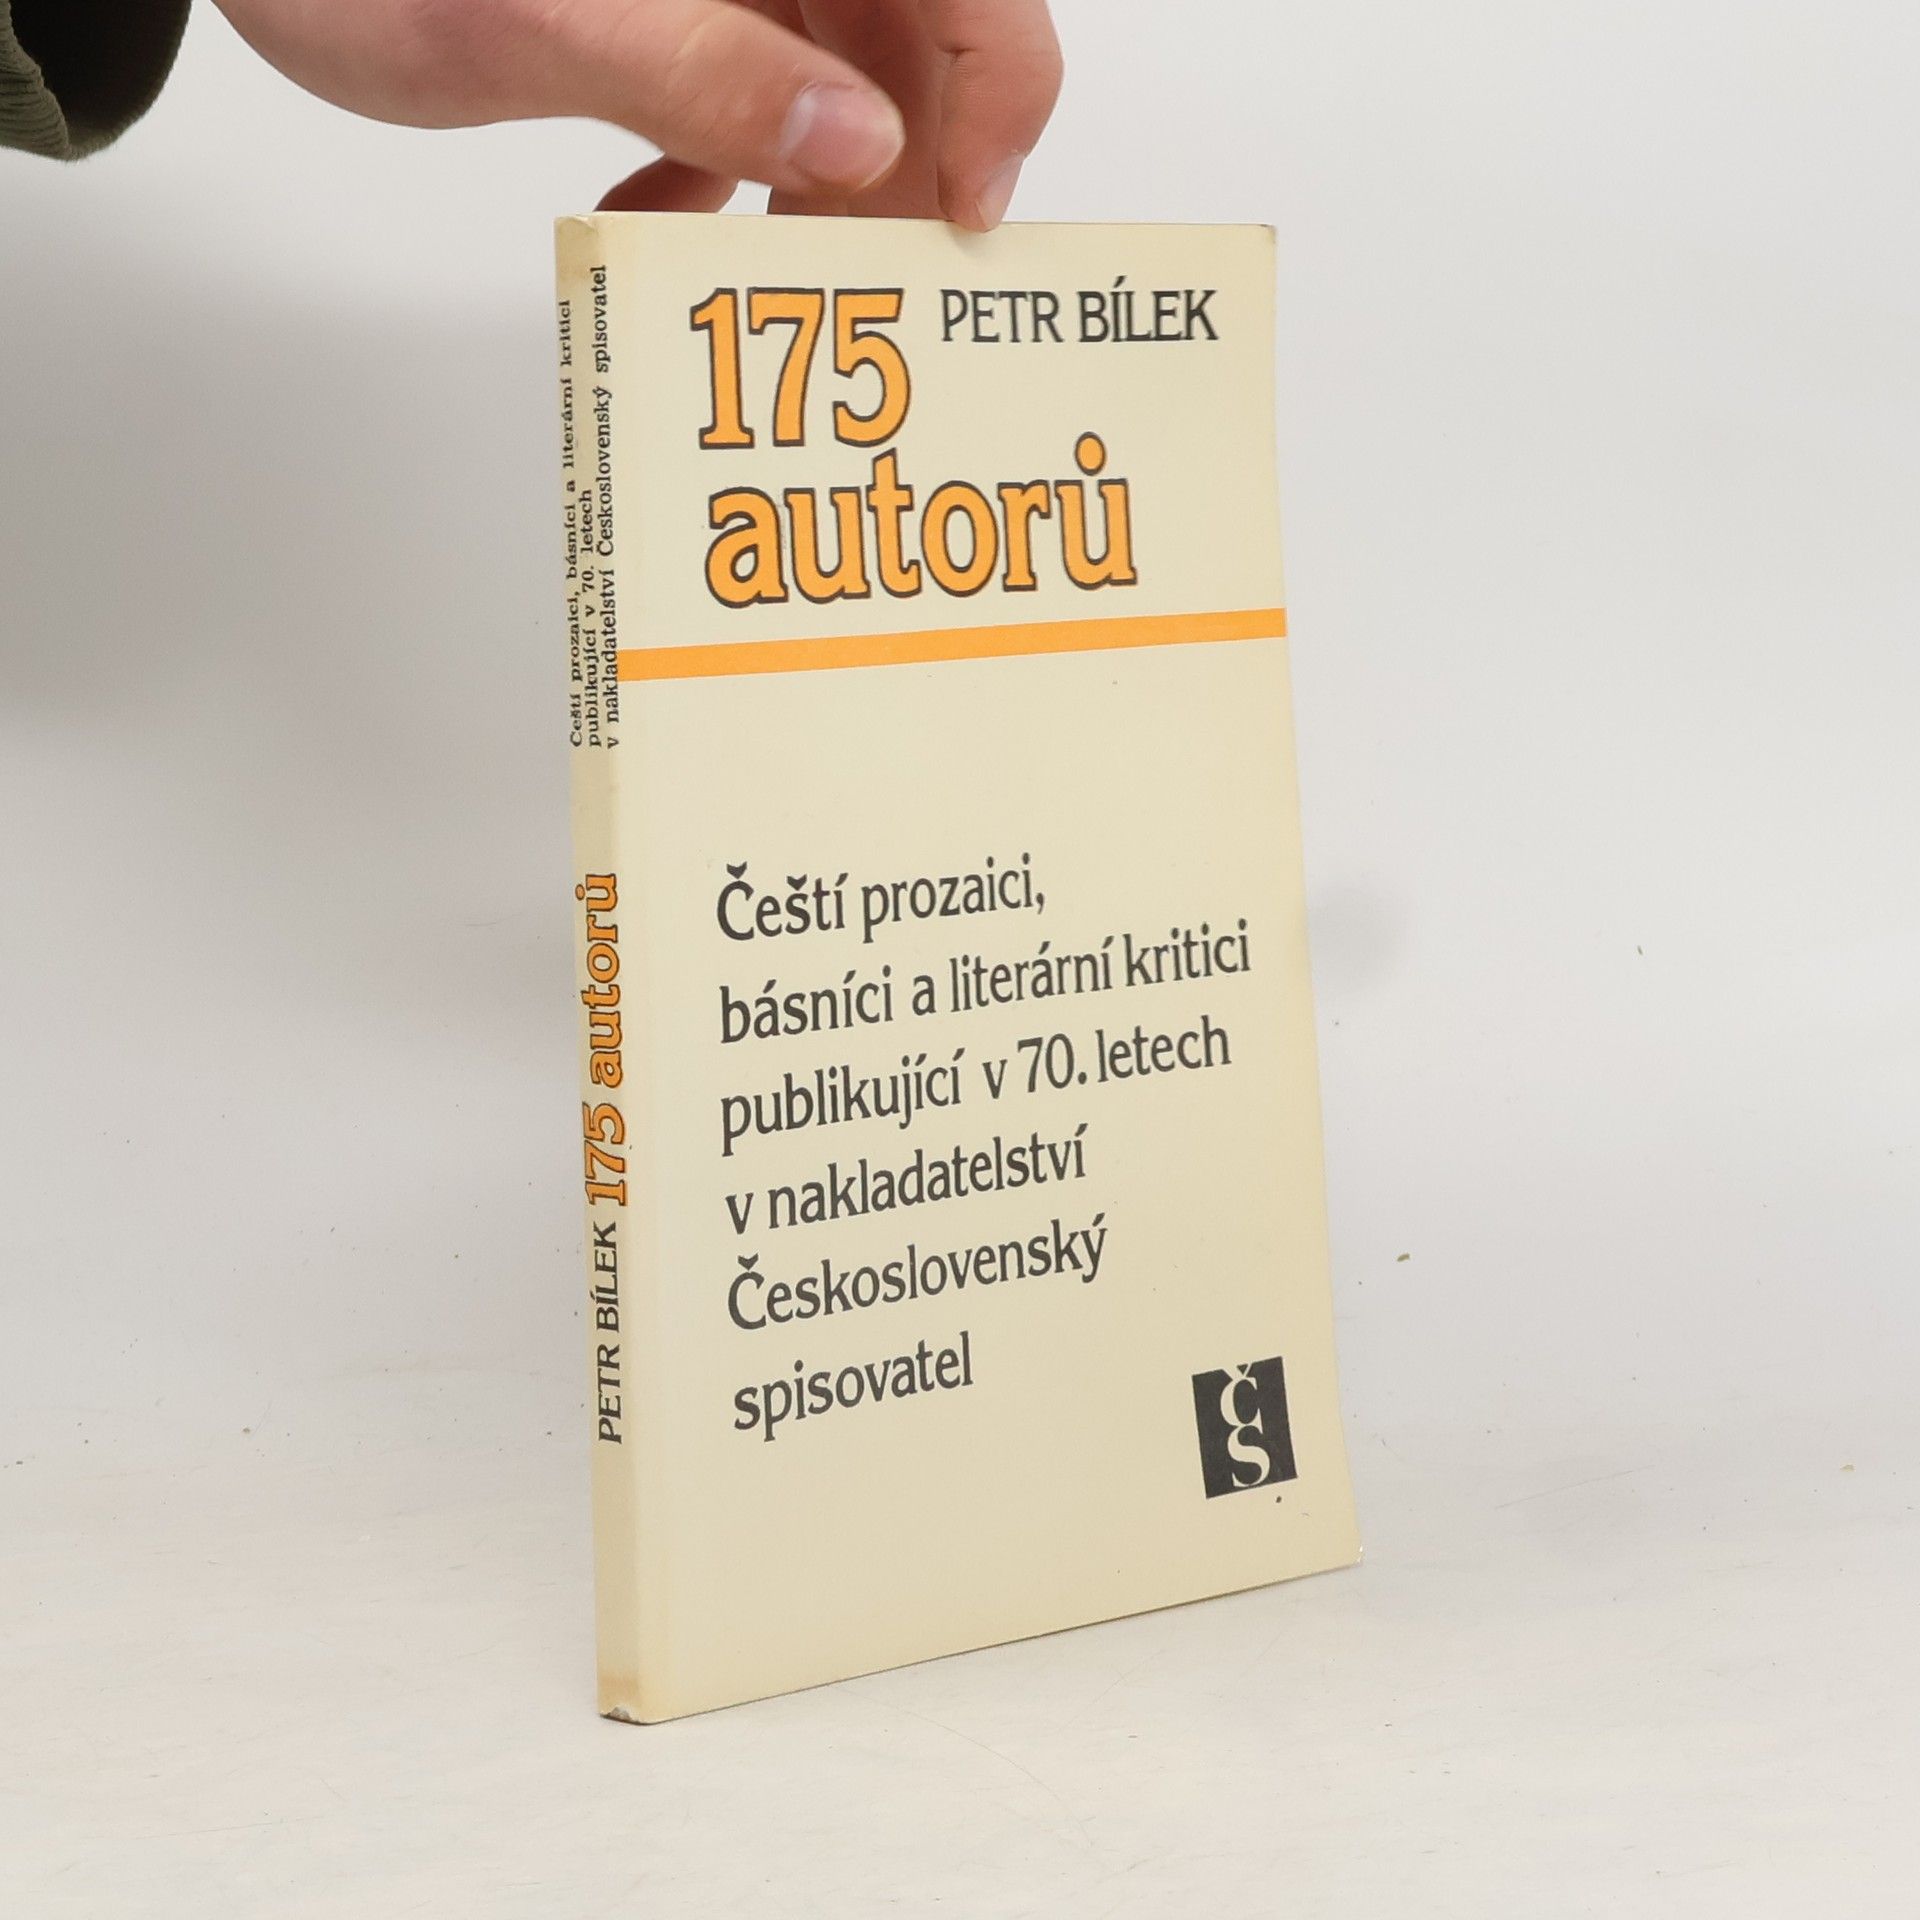 175
PETR BÍLEK
autorů
Čeští prozaici,
básníci a literární kritici
publikující v 70. letech
v nakladatelství
Československý
spisovatel
ČS
PETR BÍLEK 175 autorů
Čeští prozaici, básníci a literární kritici
publikující v 70. letech
v nakladatelství Československý spisovatel